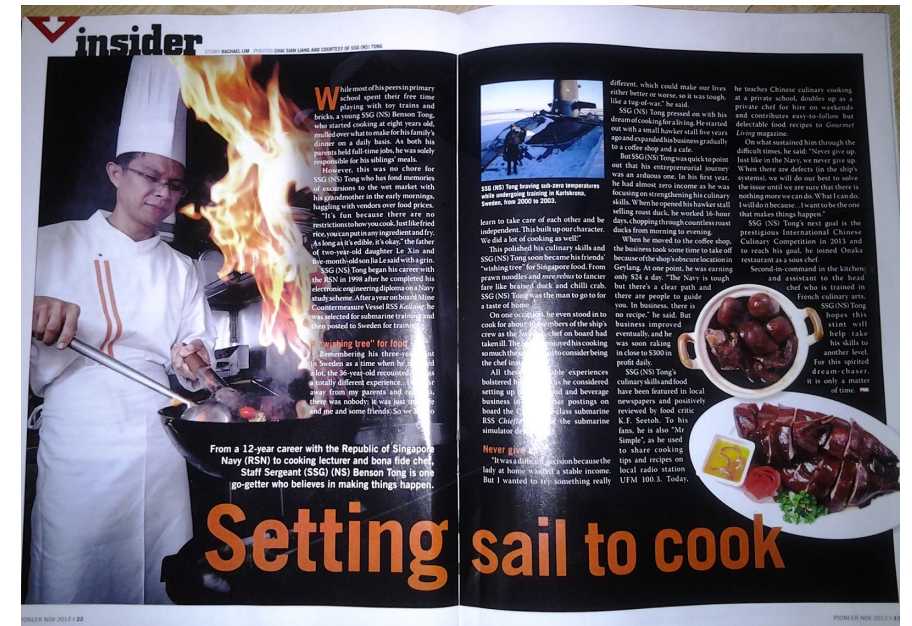 insider
STORY RACHAEL LIM PHOTOS CHAI SIAN LIANG AND COURTESY OF SSG (NS) TONG
While most of his peers in primary
school spent their free time
playing with toy trains and
bricks, a young SSG (NS) Benson Tong,
who started cooking at eight years old,
mulled over what to make for his family's
dinner on a daily basis. As both his
parents held full-time jobs, he was solely
responsible for his siblings' meals.
However, this was no chore for
SSG (NS) Tong who has fond memories
of excursions to the wet market with
his grandmother in the early mornings,
haggling with vendors over food prices.
"It's fun because there are no
restrictions to how you cook. Just like fried
rice, you can put in any ingredient and fry.
As long as it's edible, it's okay," the father
of two-year-old daughter Le Xin and
five-month-old son Jia Le said with a grin.
SSG (NS) Tong began his career with
the RSN in 1998 after he completed his
electronic engineering diploma on a Navy
study scheme. After a year on board Mine
Countermeasure Vessel RSS
was selected for submarine training and
then posted to Sweden for training.
"wishing tree" for food
Remembering his three-year
in Sweden as a time when he
a lot, the 36-year-old recounted
a totally different experience...
away from my parents and
there was nobody; it was just
and me and some friends. So we to
From a 12-year career with the Republic of Singapore
Navy (RSN) to cooking lecturer and bona fide chef,
Staff Sergeant (SSG) (NS) Benson Tong is one
go-getter who believes in making things happen.
Setting sail to cook
SSG (NS) Tong braving sub-zero temperatures
while undergoing training in Karlskrona,
Sweden, from 2000 to 2003.
learn to take care of each other and be
independent. This built up our character.
We did a lot of cooking as well!"
This polished his culinary skills and
SSG (NS) Tong soon became his friends'
"wishing tree" for Singapore food. From
prawn noodles and mee rebus to fancier
fare like braised duck and chilli crab,
SSG (NS) Tong was the man to go to for
a taste of home.
On one occasion, he even stood in to
cook for about members of the ship's
crew as the chef on board had
taken ill. The enjoyed his cooking
so much the to consider being
the chef
All the experiences
bolstered as he considered
setting up and beverage
business in postings on
board the class submarine
RSS the submarine
simulator
Never give
"It was a decision because the
lady at home wanted a stable income.
But I wanted to try something really
different, which could make our lives
either better or worse, so it was tough,
like a tug-of-war," he said.
SSG (NS) Tong pressed on with his
dream of cooking for a living. He started
out with a small hawker stall five years
ago and expanded his business gradually
to a coffee shop and a cafe.
But SSG (NS) Tong was quick to point
out that his entrepreneurial journey
was an arduous one. In his first year,
he had almost zero income as he was
focusing on strengthening his culinary
skills. When he opened his hawker stall
selling roast duck, he worked 16-hour
days, chopping through countless roast
ducks from morning to evening.
When he moved to the coffee shop,
the business took some time to take off
because of the shop's obscure location in
Geylang. At one point, he was earning
only $24 a day. "The Navy is tough
but there's a clear path and
there are people to guide
you. In business, there is
no recipe," he said. But
business improved
eventually, and he
was soon raking
in close to $300 in
profit daily.
SSG (NS) Tong's
culinary skills and food
have been featured in local
newspapers and positively
reviewed by food critic
K.F. Seetoh. To his
fans, he is also "Mr
Simple", as he used
to share cooking
tips and recipes on
local radio station
UFM 100.3. Today,
he teaches Chinese culinary cooking
at a private school, doubles up as a
private chef for hire on weekends
and contributes easy-to-follow but
delectable food recipes to Gourmet
Living magazine.
On what sustained him through the
difficult times, he said: "Never give up.
Just like in the Navy, we never give up.
When there are defects (in the ship's
systems), we will do our best to solve
the issue until we are sure that there is
nothing more we can do. What I can do,
I will do it because...I want to be the one
that makes things happen."
SSG (NS) Tong's next goal is the
prestigious International Chinese
Culinary Competition in 2013 and
to reach his goal, he joined Onaka
restaurant as a sous chef.
Second-in-command in the kitchen
and assistant to the head
chef who is trained in
French culinary arts,
SSG (NS) Tong
hopes this
stint will
help take
his skills to
another level.
For this spirited
dream-chaser,
it is only a matter
of time.
PIONEER NOV 2012 | 22
PIONEER NOV 2012 | 23